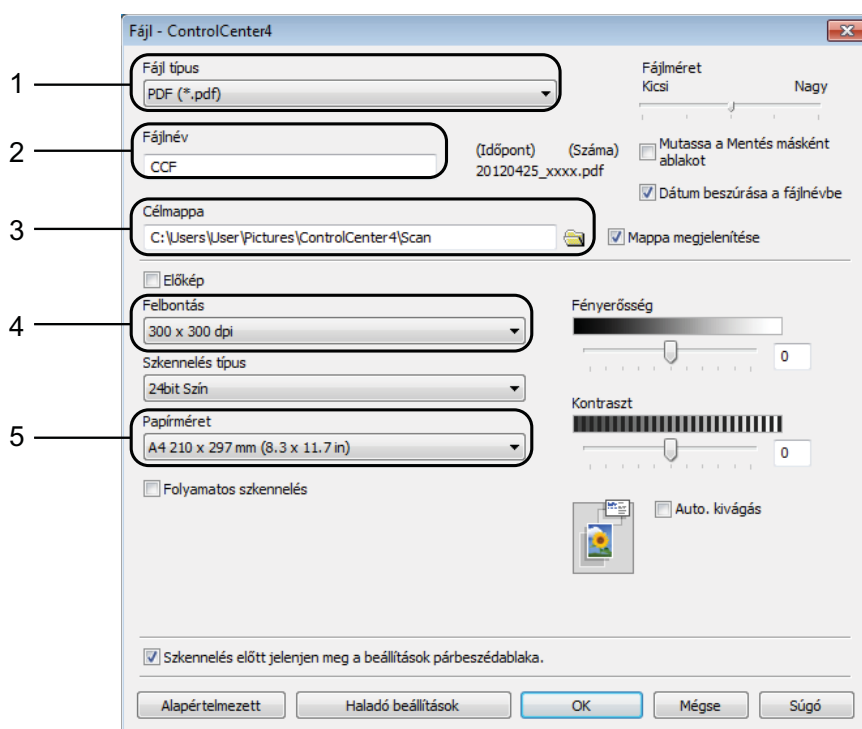 Fájl - ControlCenter4
1
Fájl típus
PDF (*.pdf)
Fájlméret
Kicsi Nagy
2
Fájlnév
CCF
(Időpont) (Száma)
20120425_xxxx.pdf
Mutassa a Mentés másként
ablakot
Dátum beszúrása a fájlnévbe
3
Célmappa
C:\Users\User\Pictures\ControlCenter4\Scan
Mappa megjelenítése
Előkép
4
Felbontás
300 x 300 dpi
Fényerősség
0
Szkennelés típus
24bit Szín
Kontraszt
0
5
Papírméret
A4 210 x 297 mm (8.3 x 11.7 in)
Folyamatos szkennelés
Auto. kivágás
Szkennelés előtt jelenjen meg a beállítások párbeszédablaka.
Alapértelmezett Haladó beállítások OK Mégse Súgó